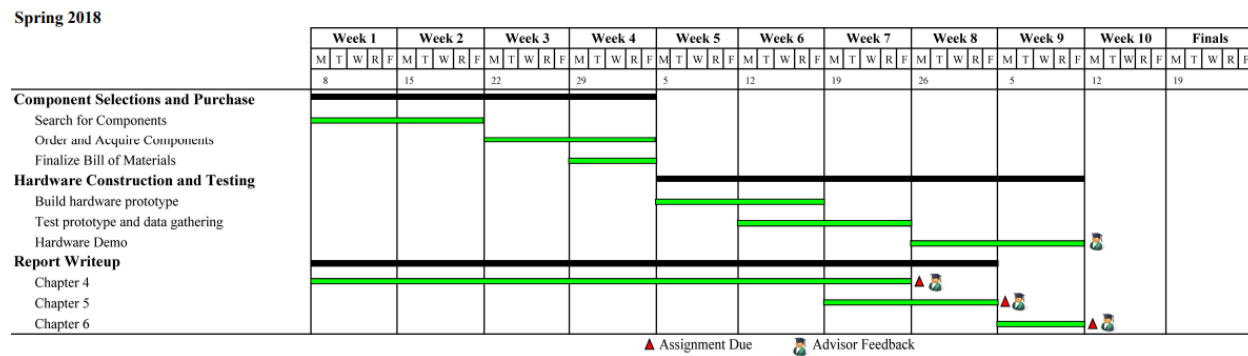 Spring 2018
Week 1 Week 2 Week 3 Week 4 Week 5 Week 6 Week 7 Week 8 Week 9 Week 10 Finals
M T W R F M T W R F M T W R F M T W R F M T W R F M T W R F M T W R F M T W R F M T W R F M T W R F M T W R F
8 15 22 29 5 12 19 26 5 12 19
Component Selections and Purchase
Search for Components
Order and Acquire Components
Finalize Bill of Materials
Hardware Construction and Testing
Build hardware prototype
Test prototype and data gathering
Hardware Demo
Report Writeup
Chapter 4
Chapter 5
Chapter 6
Assignment Due Advisor Feedback